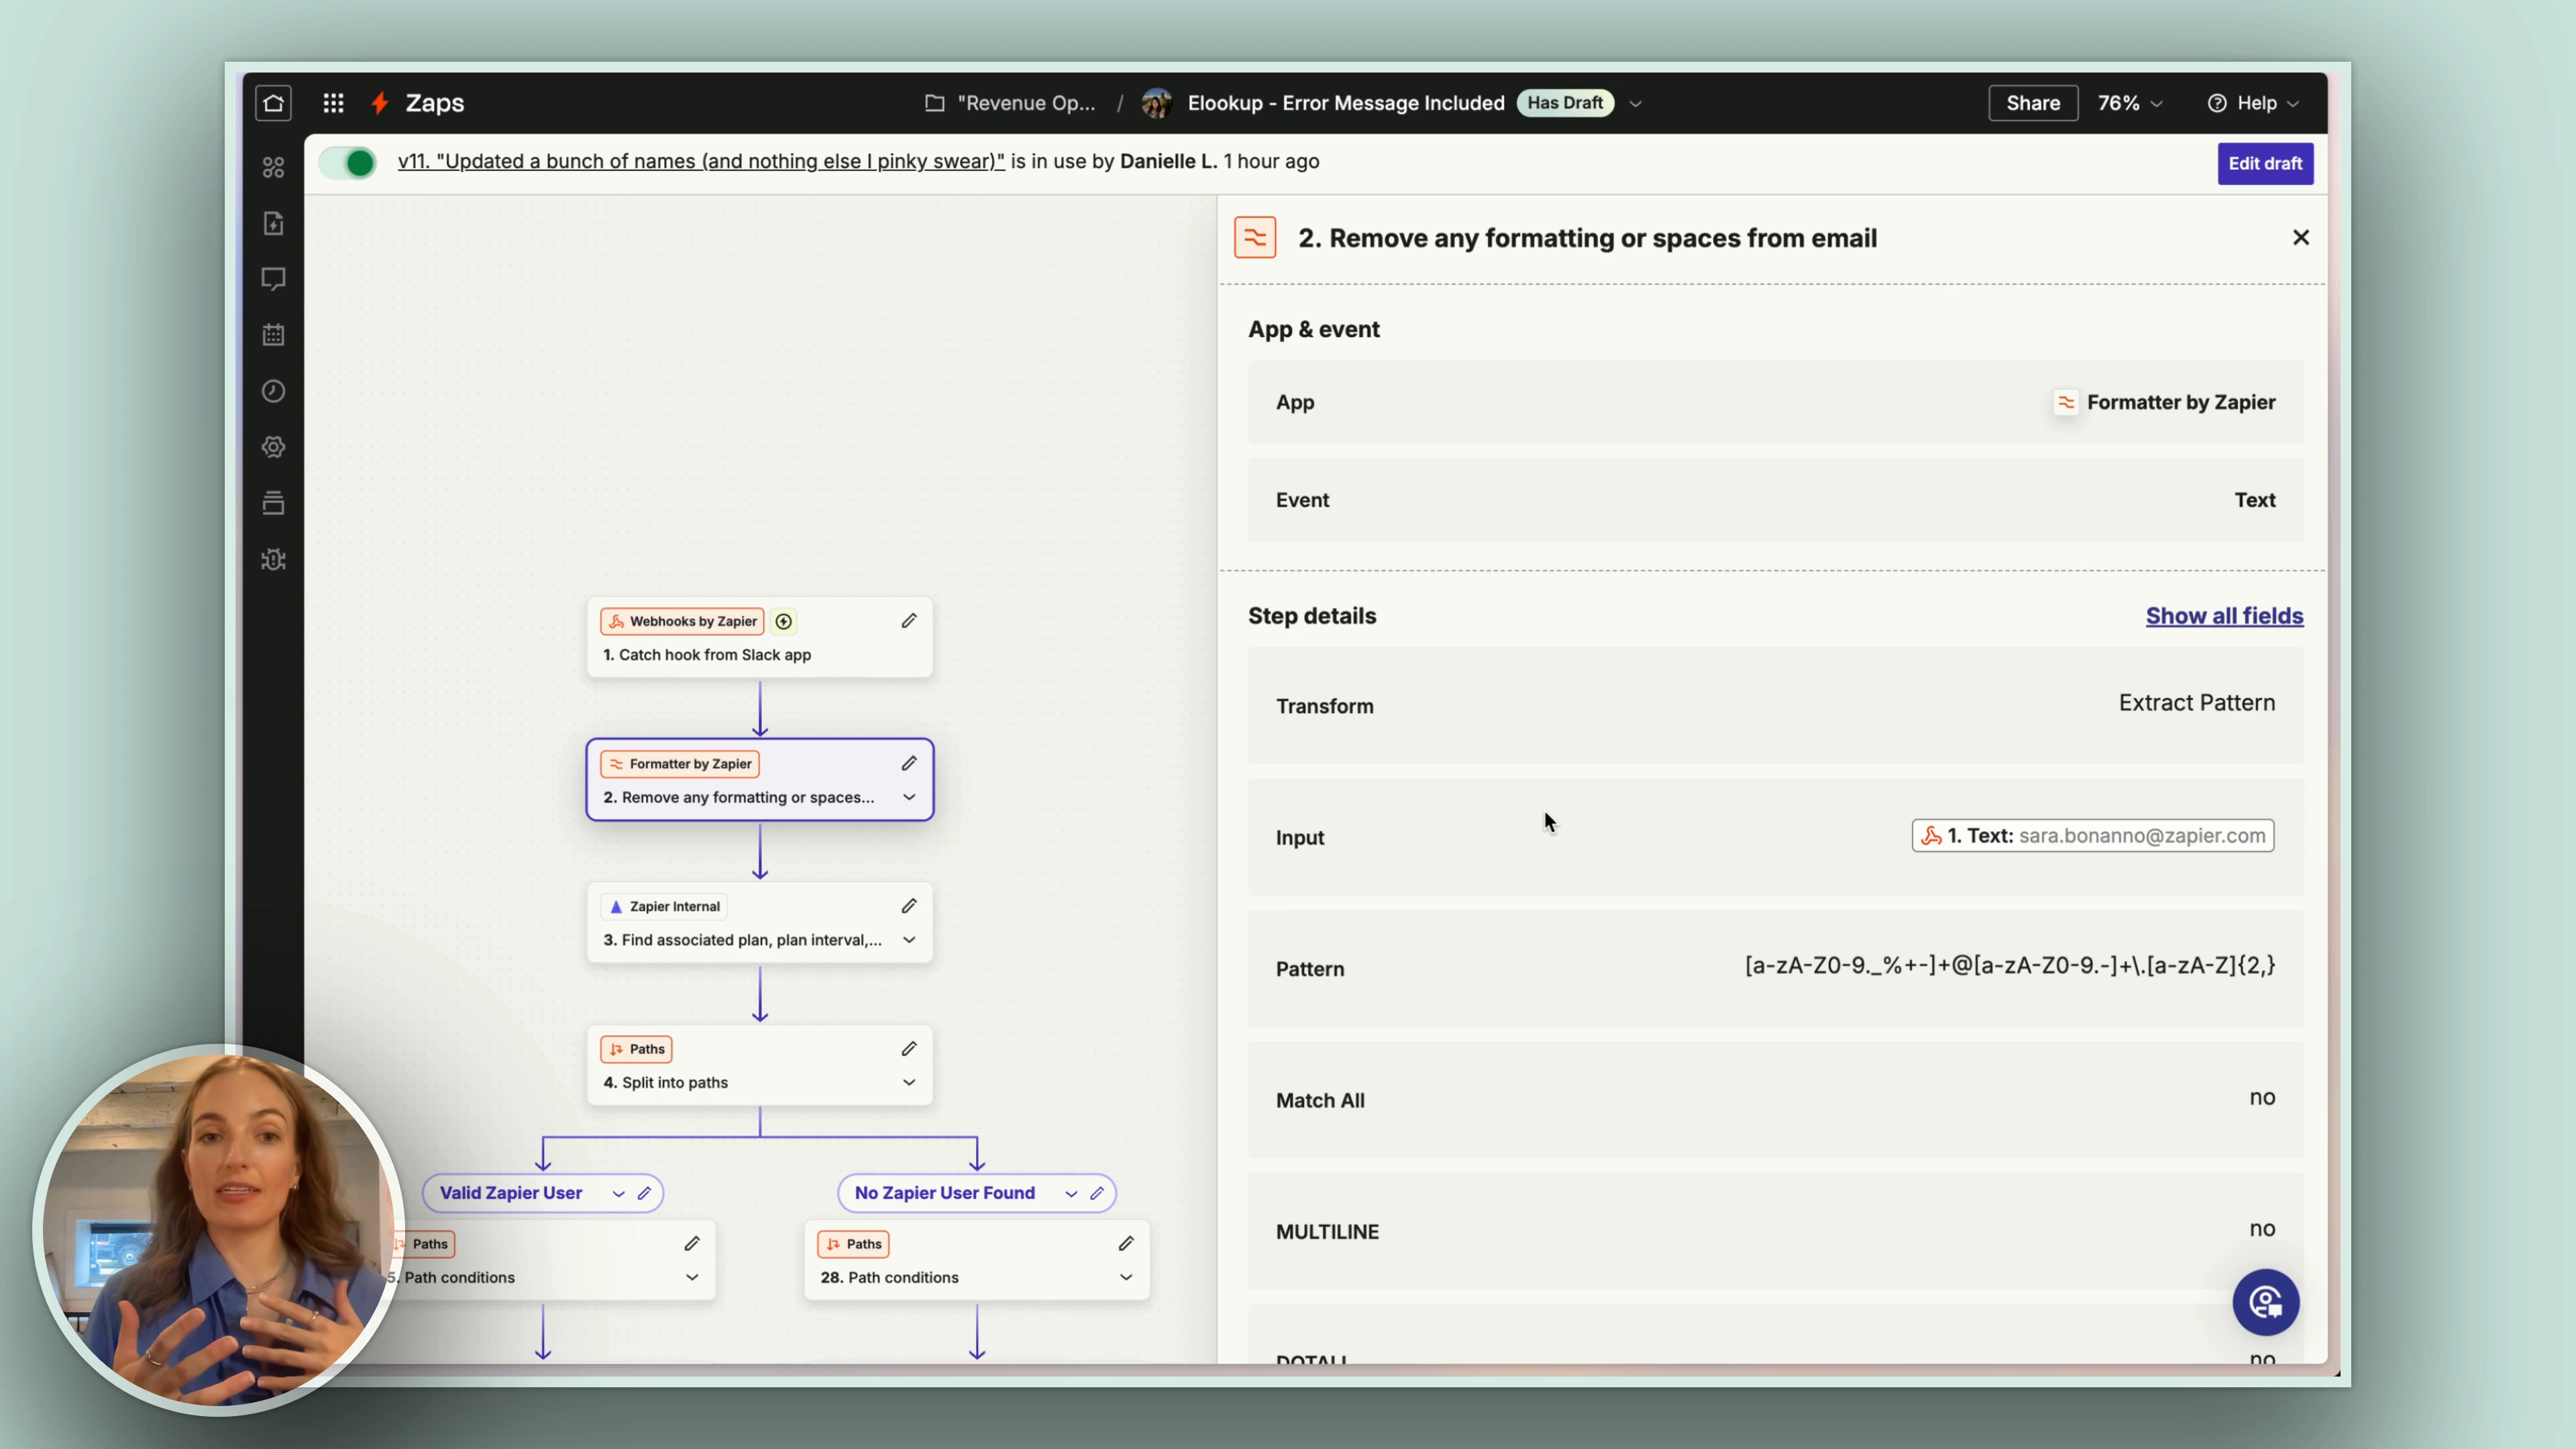 Zaps
"Revenue Op... / Elookup - Error Message Included Has Draft
Share 76% Help
v11. "Updated a bunch of names (and nothing else I pinky swear)" is in use by Danielle L. 1 hour ago
Edit draft
Webhooks by Zapier
1. Catch hook from Slack app
Formatter by Zapier
2. Remove any formatting or spaces...
Zapier Internal
3. Find associated plan, plan interval,...
Paths
4. Split into paths
Valid Zapier User
No Zapier User Found
Paths
5. Path conditions
Paths
28. Path conditions
2. Remove any formatting or spaces from email
App & event
App Formatter by Zapier
Event Text
Step details Show all fields
Transform Extract Pattern
Input 1. Text: sara.bonanno@zapier.com
Pattern [a-zA-Z0-9._%+-]+@[a-zA-Z0-9.-]+\.[a-zA-Z]{2,}
Match All no
MULTILINE no
DOTALL no